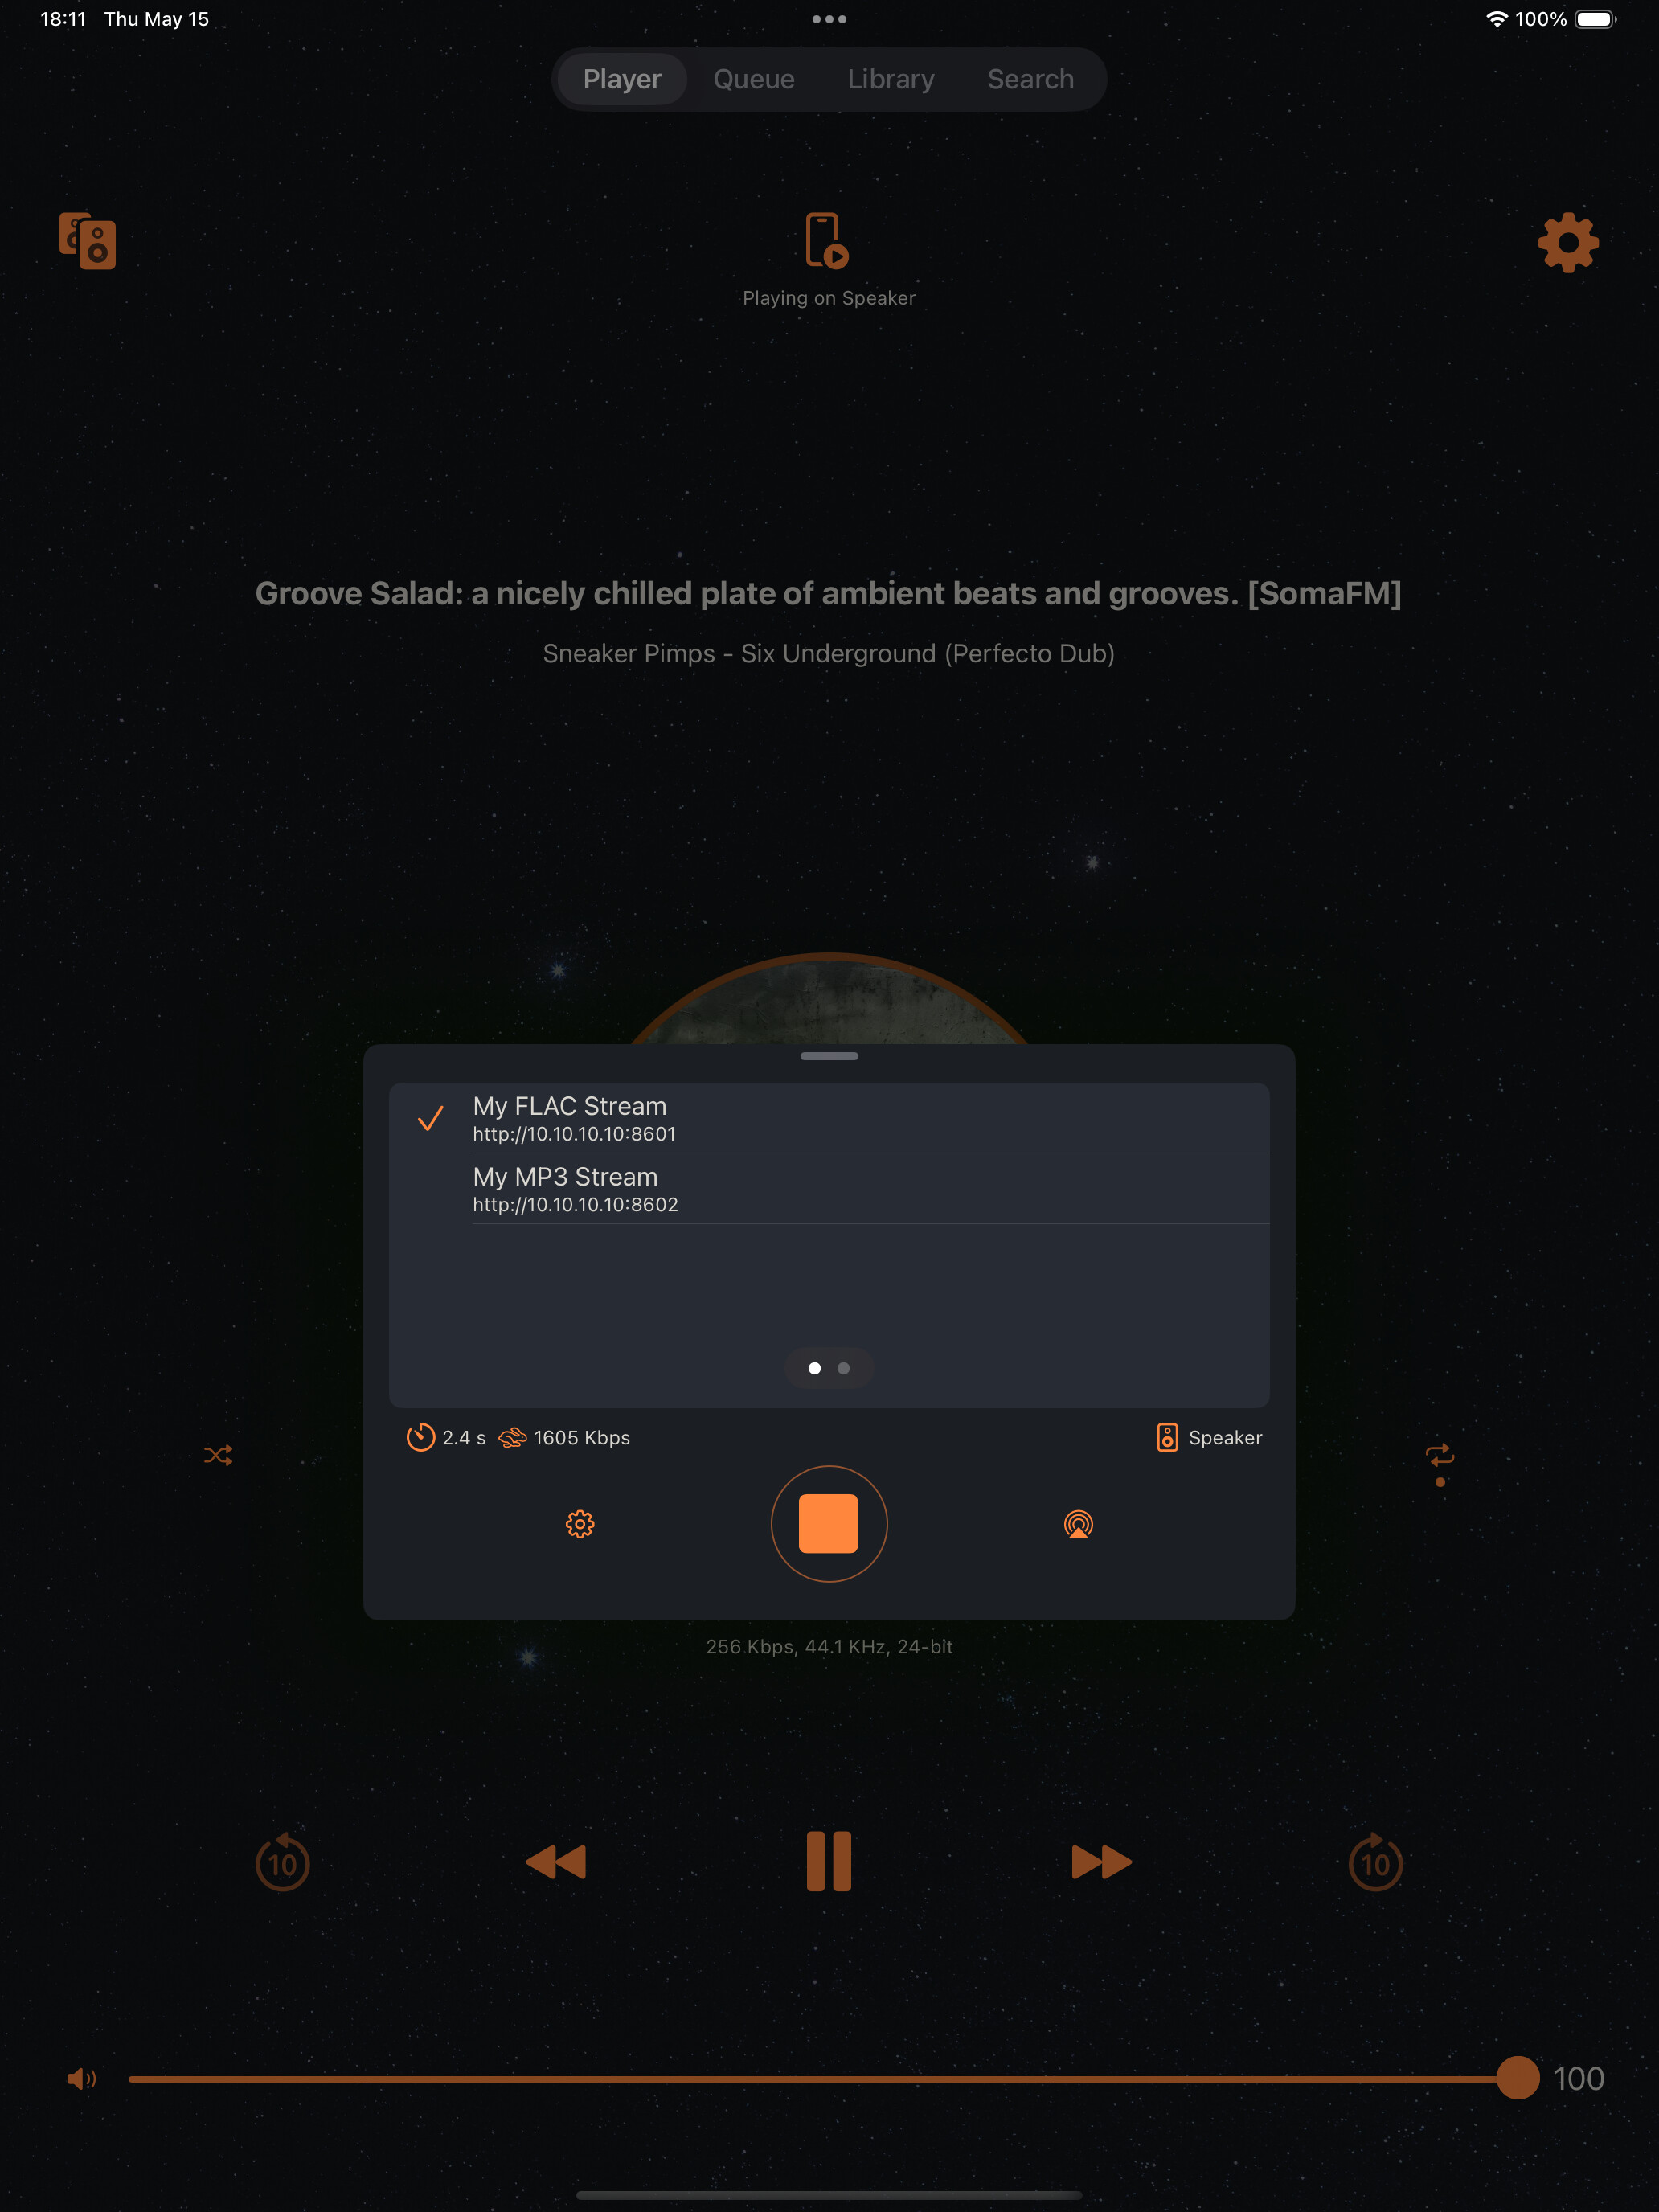 18:11 Thu May 15
100%
Player Queue Library Search
Playing on Speaker
Groove Salad: a nicely chilled plate of ambient beats and grooves. [SomaFM]
Sneaker Pimps - Six Underground (Perfecto Dub)
My FLAC Stream
http://10.10.10.10:8601
My MP3 Stream
http://10.10.10.10:8602
2.4 s 1605 Kbps Speaker
256 Kbps, 44.1 KHz, 24-bit
10 10
100